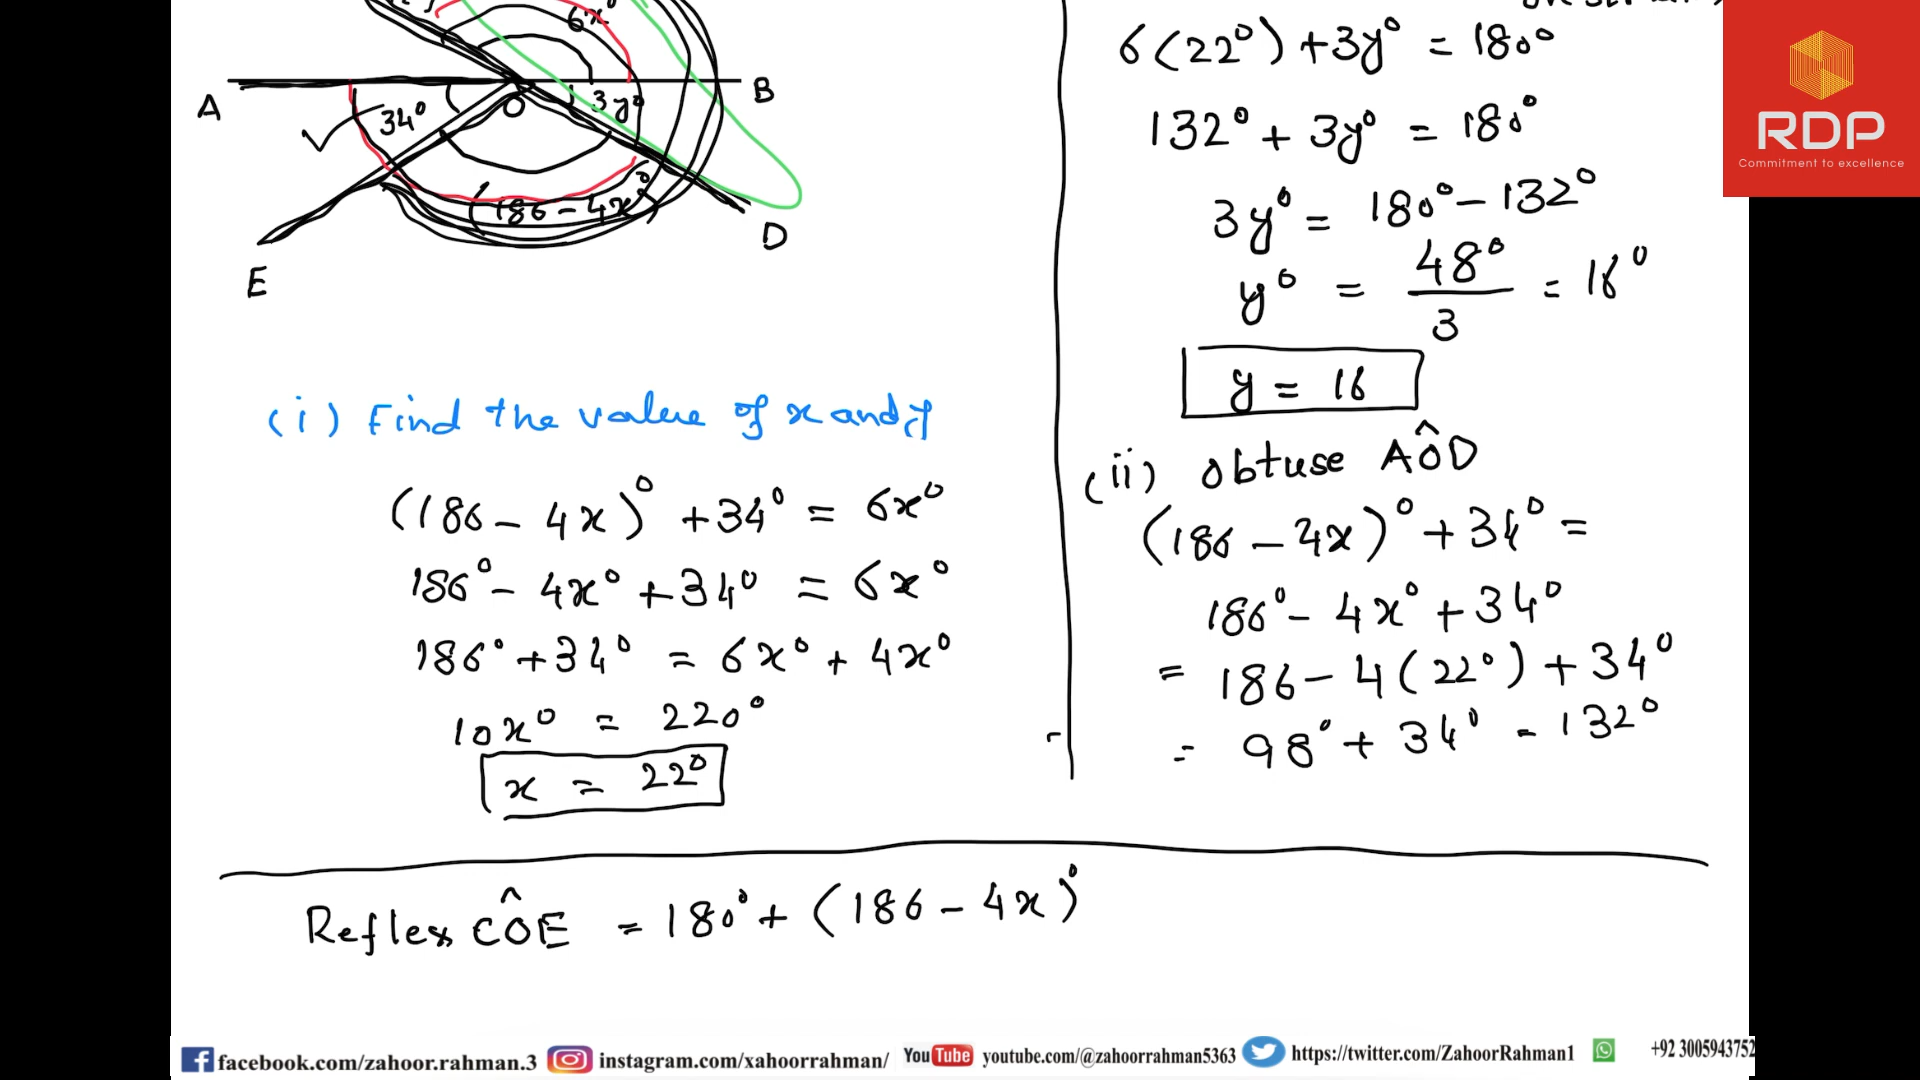 6x°
A
B
34°
O
3y°
(186 - 4x)°
D
E
(i) Find the value of x and y
(186 - 4x)° + 34° = 6x°
186° - 4x° + 34° = 6x°
186° + 34° = 6x° + 4x°
10x° = 220°
x = 22°
6(22°) + 3y° = 180°
132° + 3y° = 180°
3y° = 180° - 132°
y° = 48°/3 = 16°
y = 16
(ii) obtuse AÔD
(186 - 4x)° + 34° =
186° - 4x° + 34°
= 186 - 4(22°) + 34°
= 98° + 34° = 132°
Reflex CÔE = 180° + (186 - 4x)°
RDP
Commitment to excellence
facebook.com/zahoor.rahman.3 instagram.com/xahoorrahman/ YouTube youtube.com/@zahoorrahman5363 https://twitter.com/ZahoorRahman1 +92 3005943752